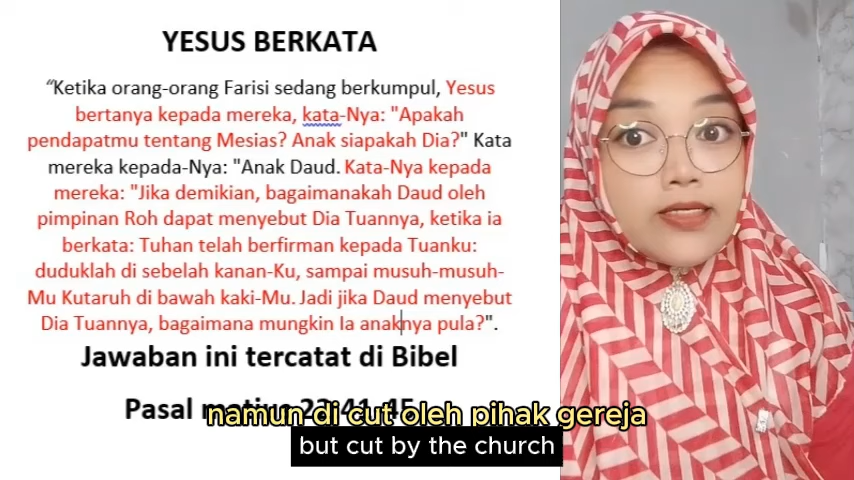 YESUS BERKATA
“Ketika orang-orang Farisi sedang berkumpul, Yesus
bertanya kepada mereka, kata-Nya: "Apakah
pendapatmu tentang Mesias? Anak siapakah Dia?" Kata
mereka kepada-Nya: "Anak Daud. Kata-Nya kepada
mereka: "Jika demikian, bagaimanakah Daud oleh
pimpinan Roh dapat menyebut Dia Tuannya, ketika ia
berkata: Tuhan telah berfirman kepada Tuanku:
duduklah di sebelah kanan-Ku, sampai musuh-musuh-
Mu Kutaruh di bawah kaki-Mu. Jadi jika Daud menyebut
Dia Tuannya, bagaimana mungkin Ia anaknya pula?".
Jawaban ini tercatat di Bibel
Pasal 22:41-45
namun di cut oleh pihak gereja
but cut by the church